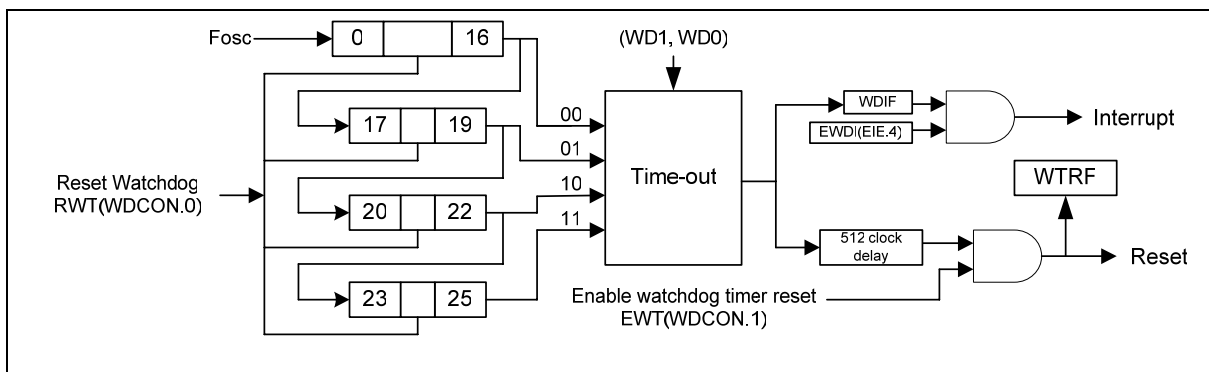 Fosc
0 16
(WD1, WD0)
17 19
00
01
10
11
Time-out
WDIF
EWDI(EIE.4)
Interrupt
WTRF
Reset Watchdog
RWT(WDCON.0)
20 22
512 clock
delay
Reset
23 25
Enable watchdog timer reset
EWT(WDCON.1)